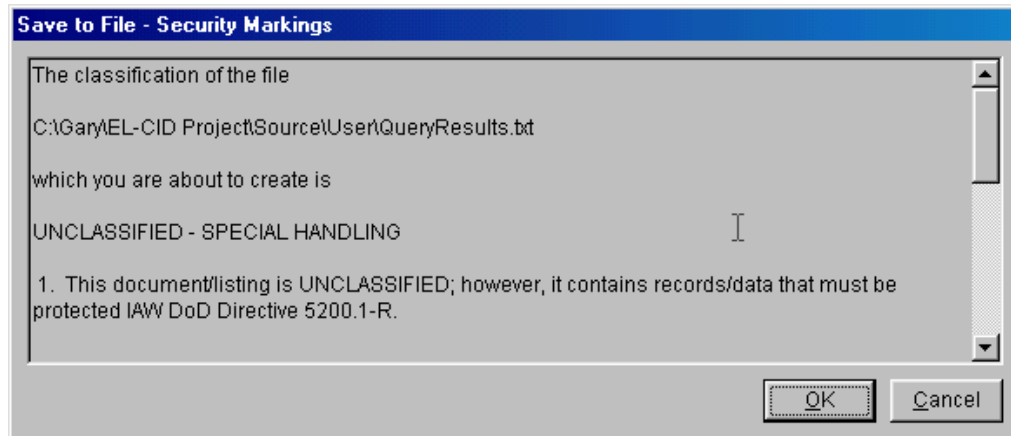 Save to File - Security Markings
The classification of the file
C:\Gary\EL-CID Project\Source\User\QueryResults.txt
which you are about to create is
UNCLASSIFIED - SPECIAL HANDLING
1. This document/listing is UNCLASSIFIED; however, it contains records/data that must be
protected IAW DoD Directive 5200.1-R.
OK Cancel